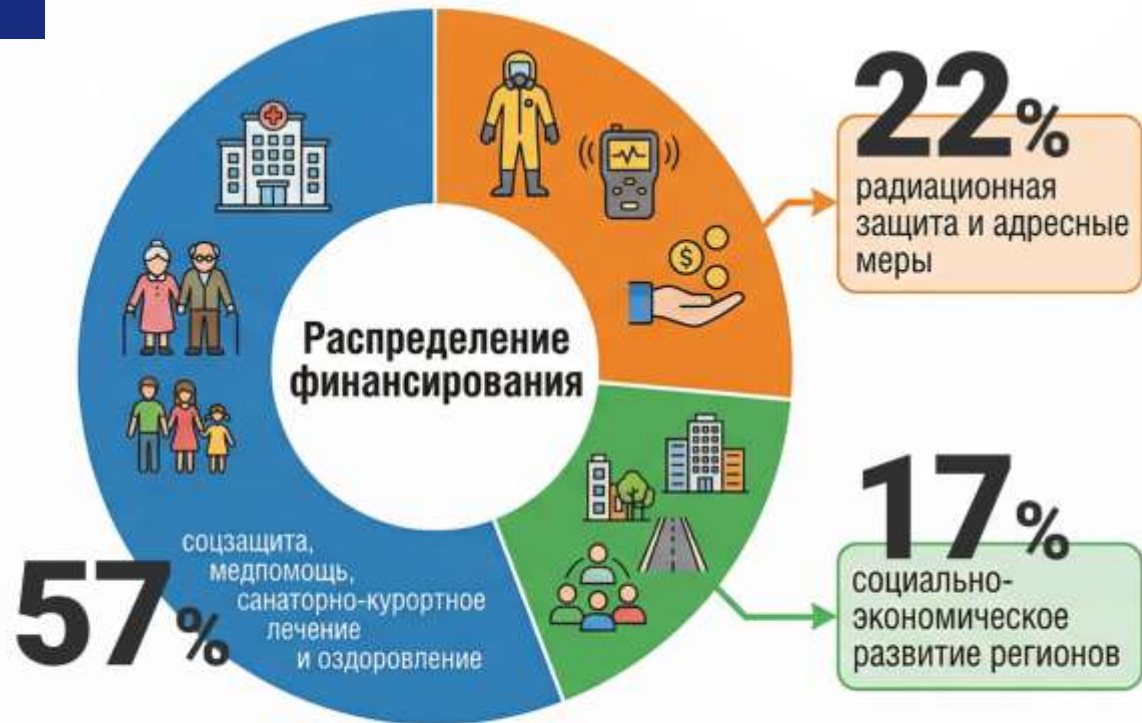 22%
радиационная
защита и адресные
меры
Распределение
финансирования
17%
социально-
экономическое
развитие регионов
57%
соцзащита,
медпомощь,
санаторно-курортное
лечение
и оздоровление
$